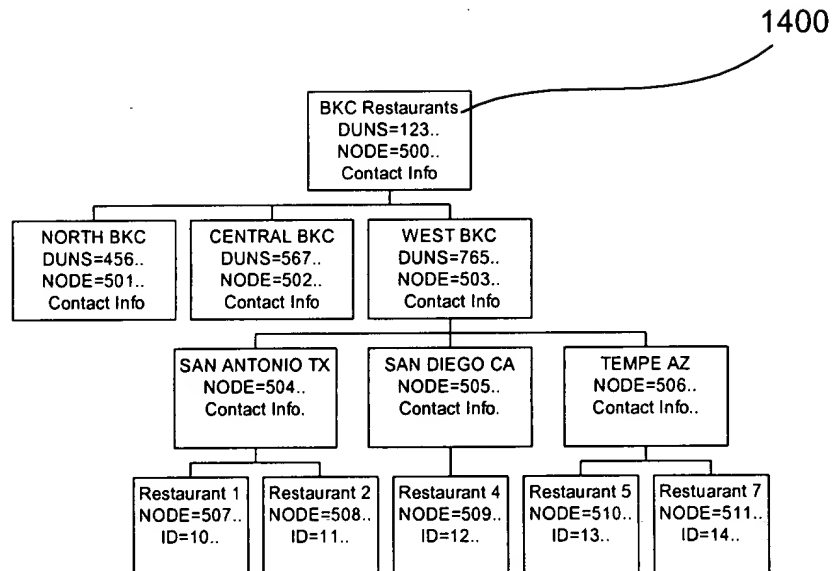 1400
BKC Restaurants
DUNS=123..
NODE=500..
Contact Info
NORTH BKC
DUNS=456..
NODE=501..
Contact Info
CENTRAL BKC
DUNS=567..
NODE=502..
Contact Info
WEST BKC
DUNS=765..
NODE=503..
Contact Info
SAN ANTONIO TX
NODE=504..
Contact Info.
SAN DIEGO CA
NODE=505..
Contact Info.
TEMPE AZ
NODE=506..
Contact Info..
Restaurant 1
NODE=507..
ID=10..
Restaurant 2
NODE=508..
ID=11..
Restaurant 4
NODE=509..
ID=12..
Restaurant 5
NODE=510..
ID=13..
Restuarant 7
NODE=511..
ID=14..